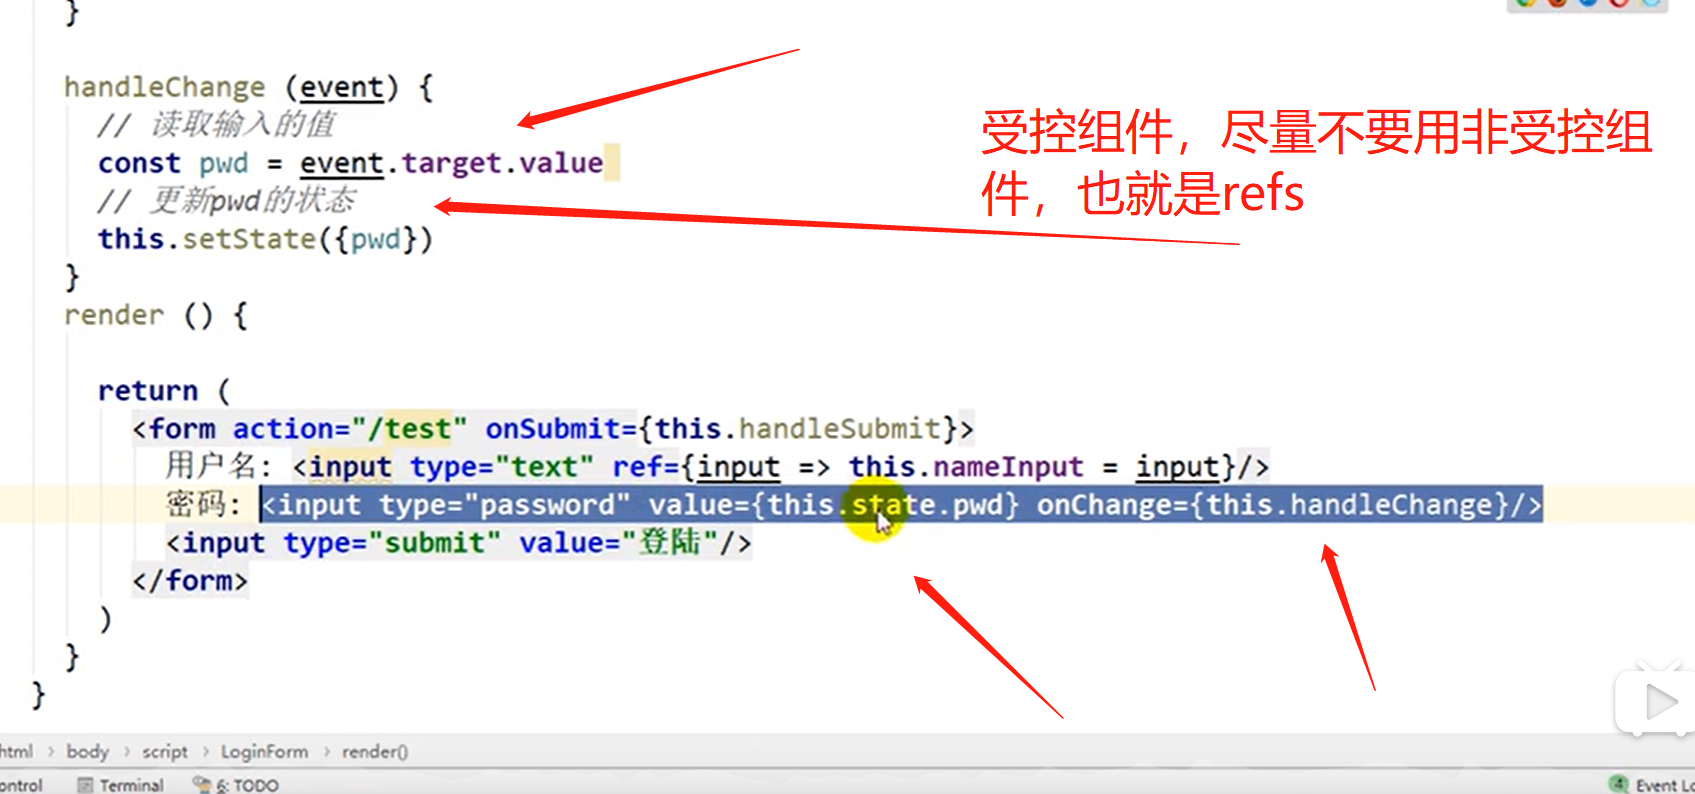 }
handleChange (event) {
// 读取输入的值
const pwd = event.target.value
// 更新pwd的状态
this.setState({pwd})
}
受控组件，尽量不要用非受控组
件，也就是refs
render () {
return (
<form action="/test" onSubmit={this.handleSubmit}>
用户名: <input type="text" ref={input => this.nameInput = input}/>
密码: <input type="password" value={this.state.pwd} onChange={this.handleChange}/>
<input type="submit" value="登陆"/>
</form>
)
}
}
html › body › script › LoginForm › render()
ontrol Terminal 6: TODO 4 Event Lo